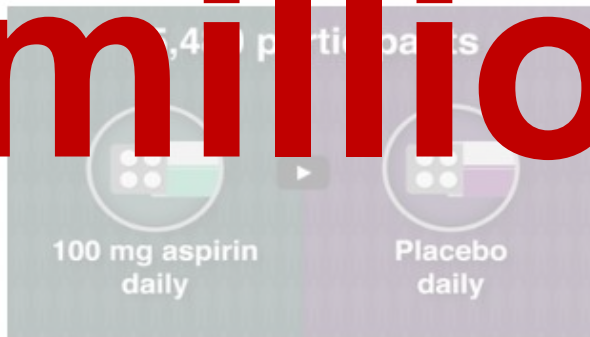 millio
participants
100 mg aspirin
daily
Placebo
daily